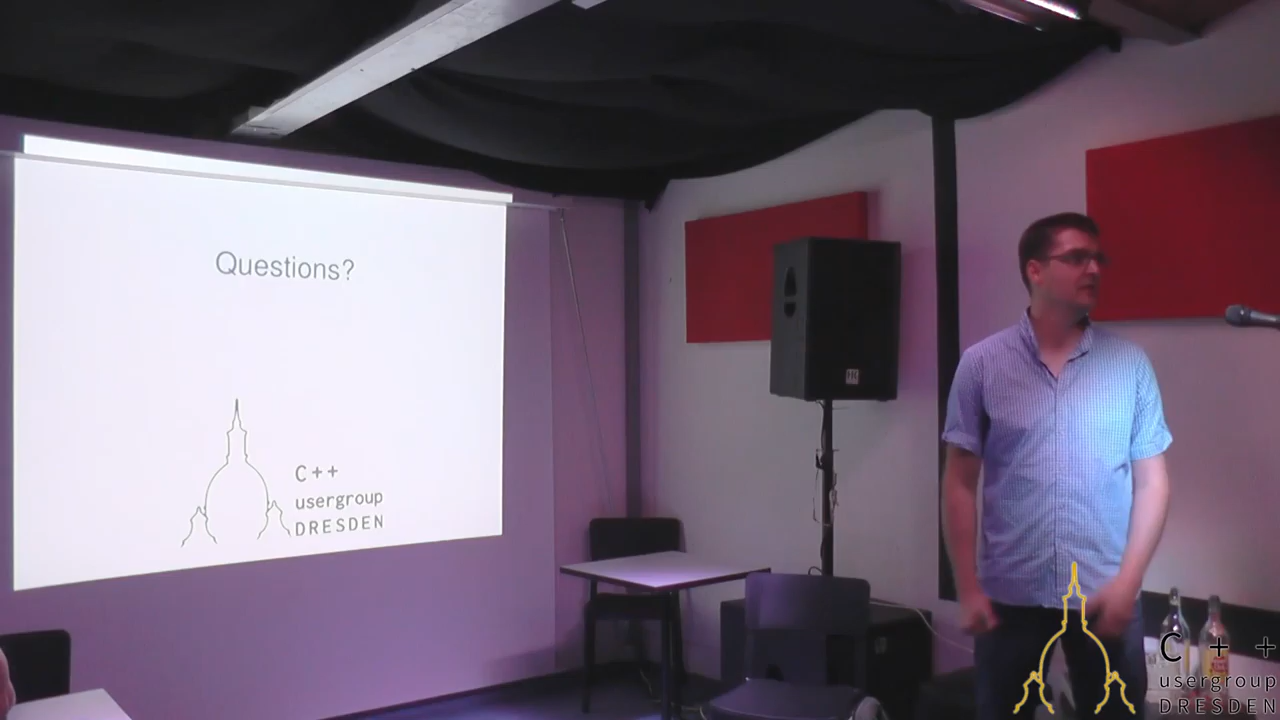 Questions?
C++
usergroup
DRESDEN
C + +
usergroup
DRESDEN